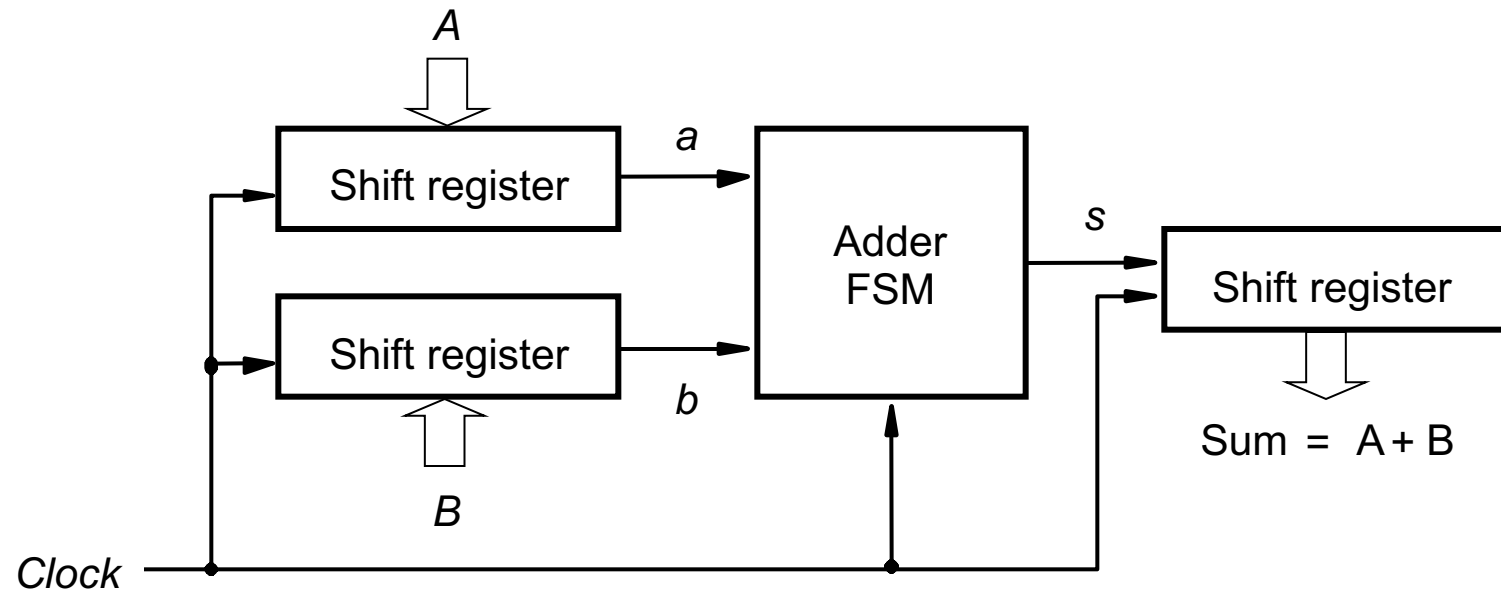 A
Shift register
a
Shift register
b
B
Adder
FSM
s
Shift register
Sum = A + B
Clock